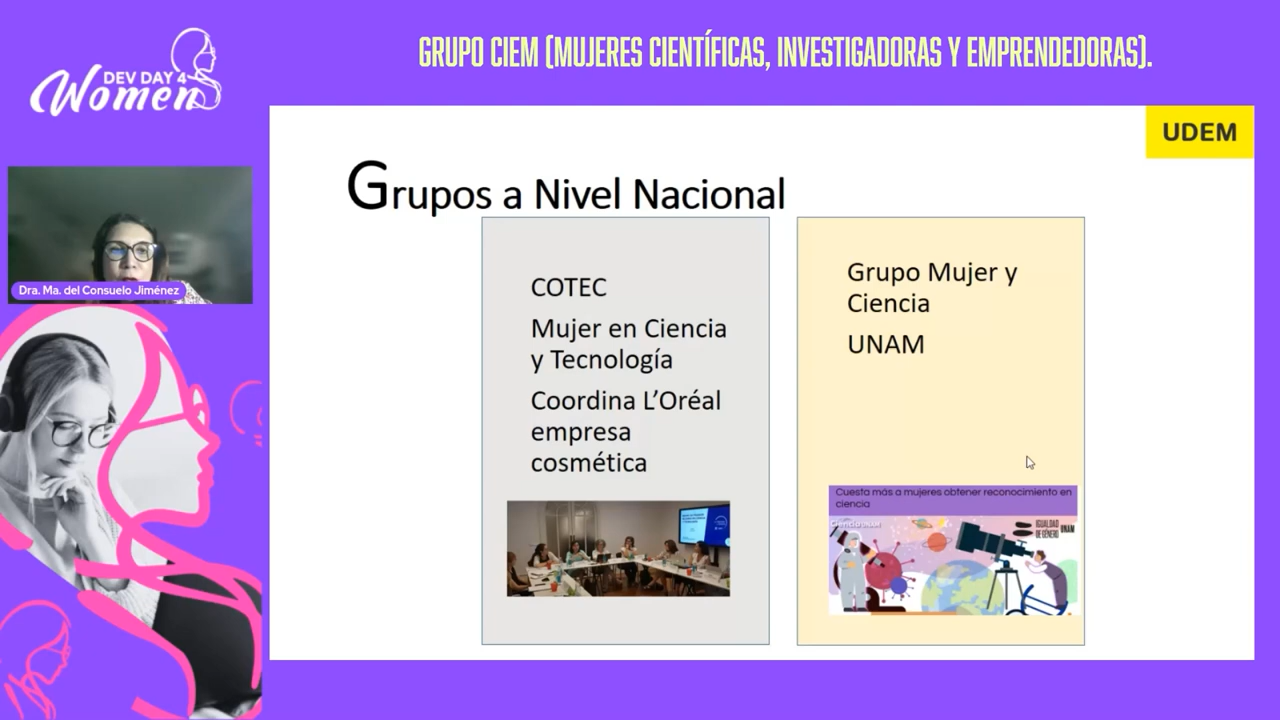 GRUPO CIEM (MUJERES CIENTÍFICAS, INVESTIGADORAS Y EMPRENDEDORAS).
DEV DAY 4
Women
UDEM
Grupos a Nivel Nacional
Dra. Ma. del Consuelo Jiménez
COTEC
Mujer en Ciencia
y Tecnología
Coordina L’Oréal
empresa
cosmética
Grupo Mujer y
Ciencia
UNAM
Cuesta más a mujeres obtener reconocimiento en
ciencia
IGUALDAD
DE GÉNERO
UNAM